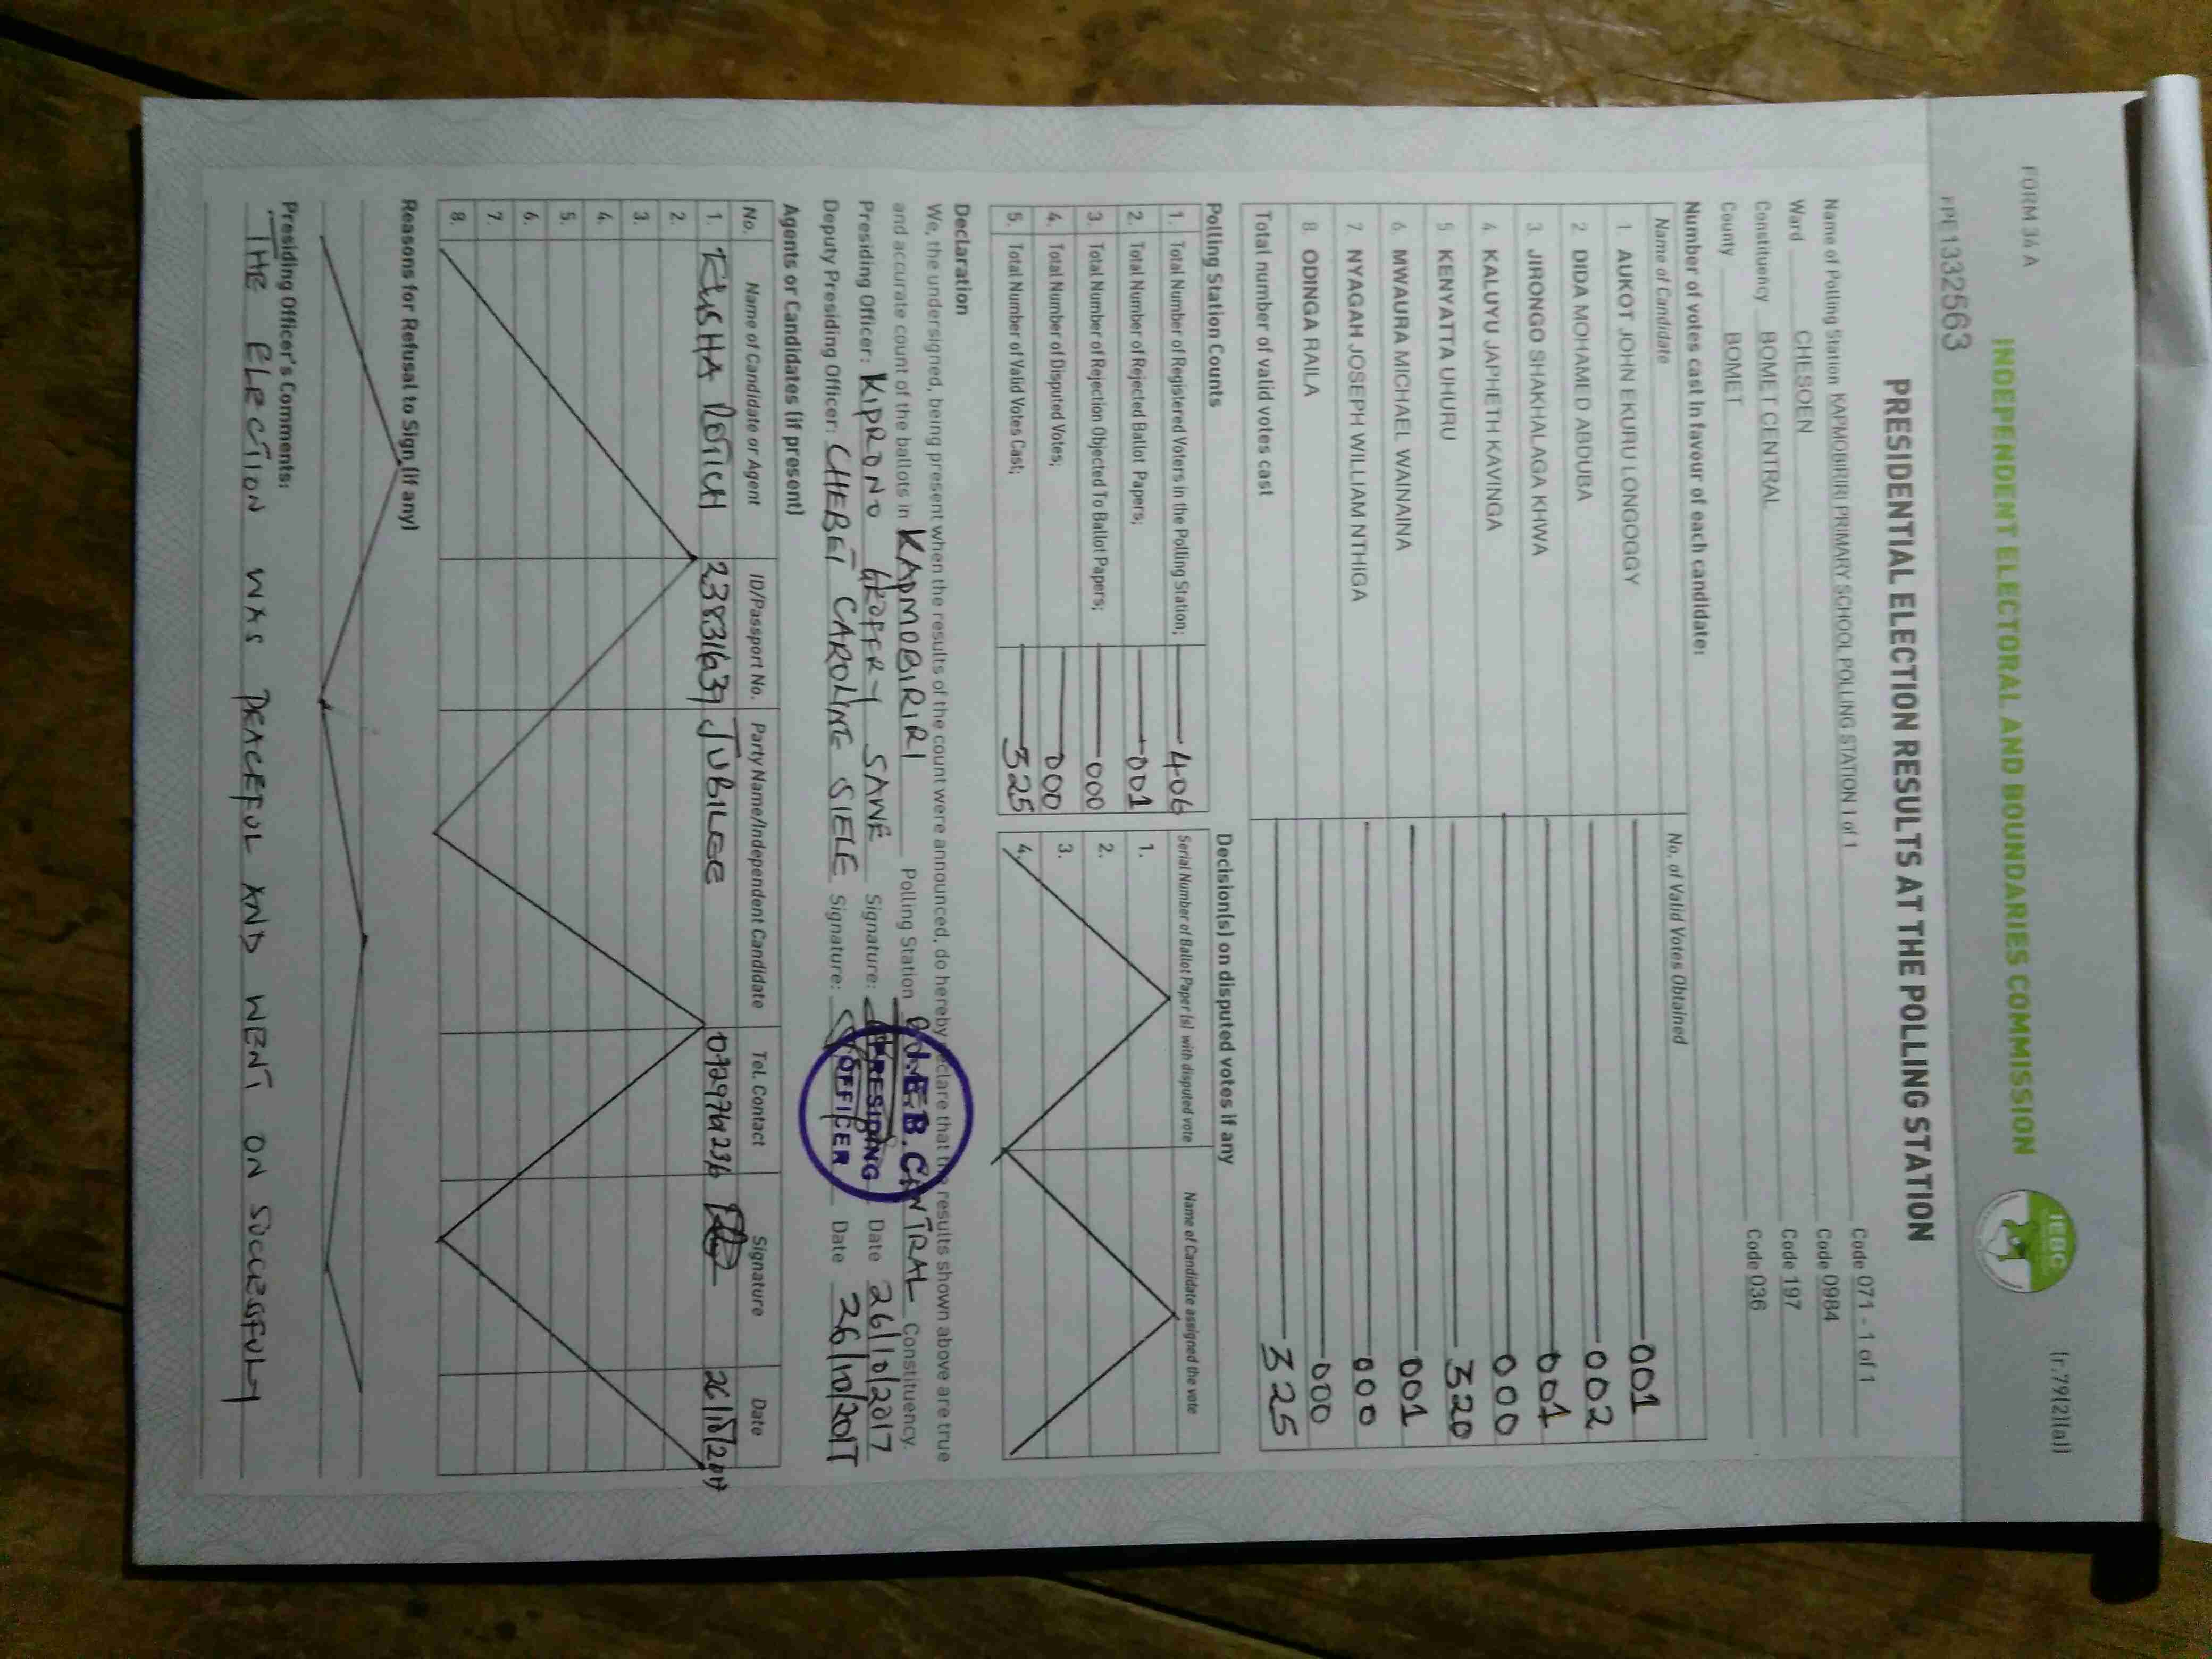 FORM 34 A
[r.79(2)(a)]
INDEPENDENT ELECTORAL AND BOUNDARIES COMMISSION
IEBC
PPE1332563
PRESIDENTIAL ELECTION RESULTS AT THE POLLING STATION
Name of Polling Station KAPMOBIRIRI PRIMARY SCHOOL POLLING STATION 1 of 1 Code 071 - 1 of 1
Ward CHESOEN Code 0984
Constituency BOMET CENTRAL Code 197
County BOMET Code 036
Number of votes cast in favour of each candidate:
Name of Candidate No. of Valid Votes Obtained
1. AUKOT JOHN EKURU LONGOGGY 001
2 DIDA MOHAMED ABDUBA 002
3. JIRONGO SHAKHALAGA KHWA 001
4. KALUYU JAPHETH KAVINGA 000
5 KENYATTA UHURU 320
6. MWAURA MICHAEL WAINAINA 001
7. NYAGAH JOSEPH WILLIAM NTHIGA 000
8 ODINGA RAILA 000
Total number of valid votes cast 325
Polling Station Counts
1. Total Number of Registered Voters in the Polling Station; 406
2. Total Number of Rejected Ballot Papers; 001
3. Total Number of Rejection Objected To Ballot Papers; 000
4. Total Number of Disputed Votes; 000
5. Total Number of Valid Votes Cast; 325
Decision(s) on disputed votes if any
Serial Number of Ballot Paper(s) with disputed vote Name of Candidate assigned the vote
1.
2.
3.
4.
Declaration
We, the undersigned, being present when the results of the count were announced, do hereby declare that the results shown above are true
and accurate count of the ballots in KAPMOBIRIRI Polling Station CENTRAL Constituency.
Presiding Officer: KIPRONO GEOFFRY SANE Signature: Date 26/10/2017
Deputy Presiding Officer: CHEBET CAROLINE SIELE Signature: Date 26/10/2017
PRESIDING
OFFICER
Agents or Candidates (if present)
No. Name of Candidate or Agent ID/Passport No. Party Name/Independent Candidate Tel. Contact Signature Date
1. ROTICH JUBILEE 26/10/2017
2.
3.
4.
5.
6.
7.
8.
Reasons for Refusal to Sign (if any)
Presiding Officer's Comments:
THE ELECTION WAS PEACEFUL AND WENT ON SUCCESFULLY